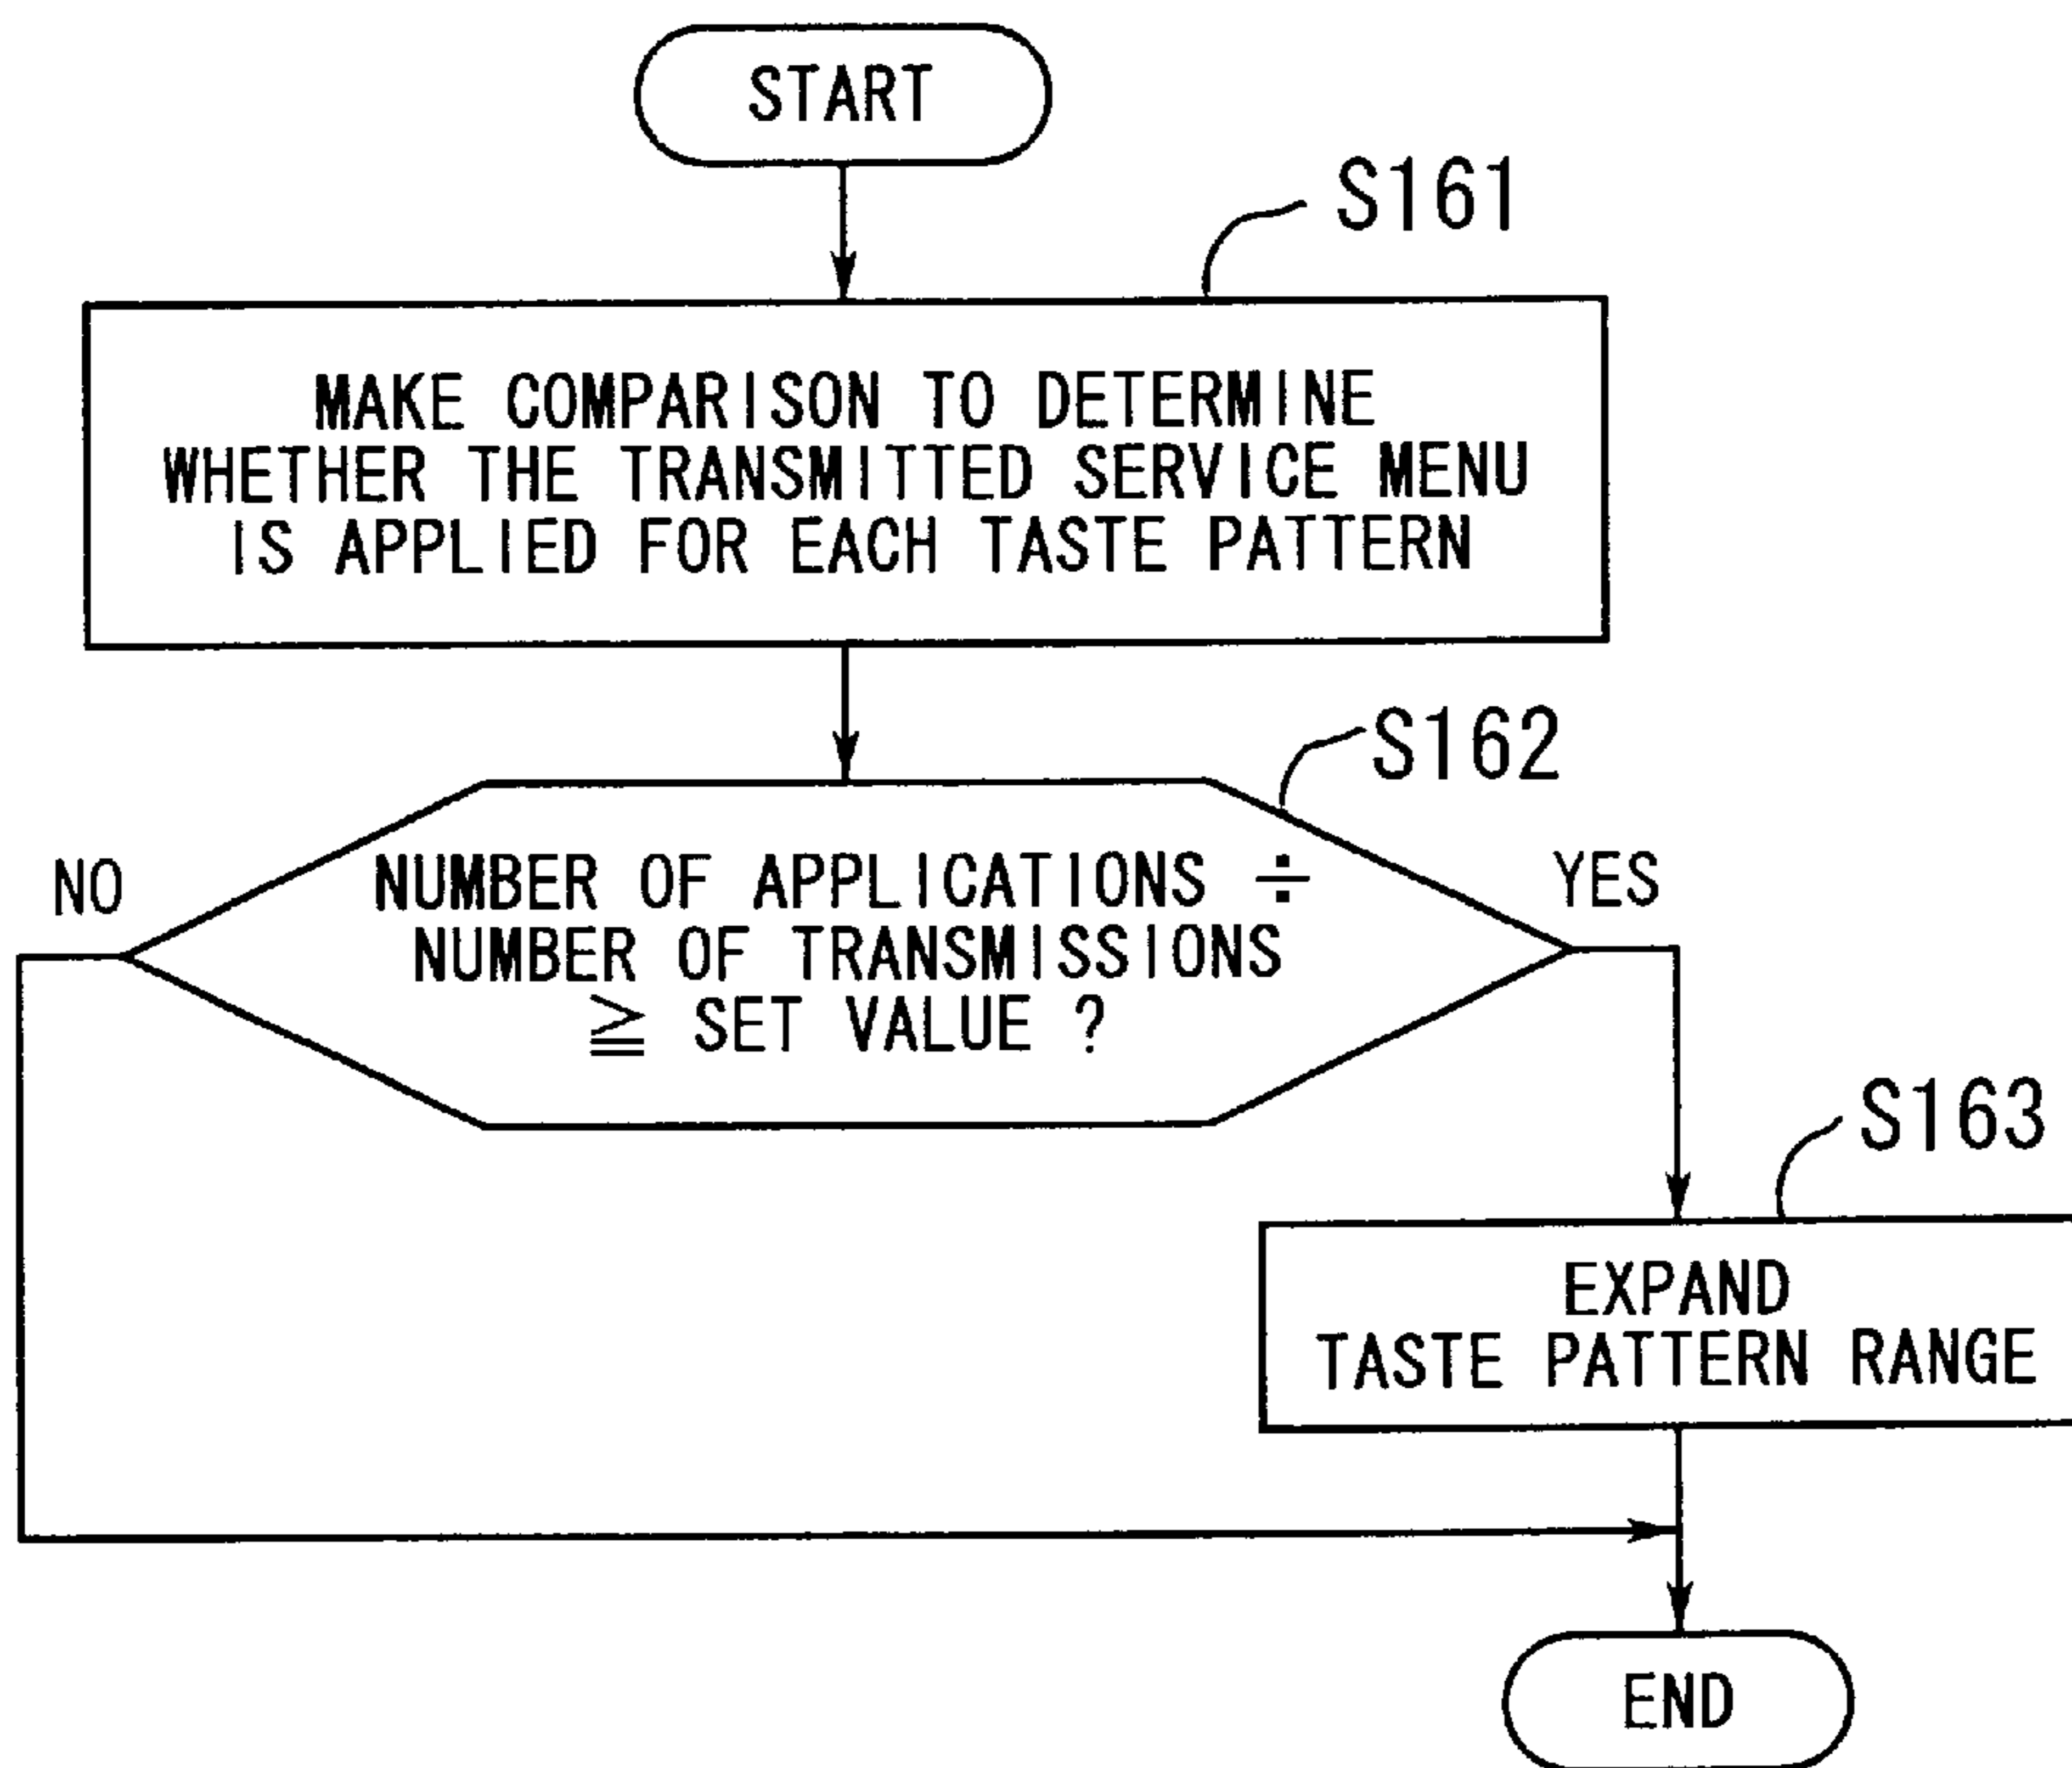 START
S161
MAKE COMPARISON TO DETERMINE
WHETHER THE TRANSMITTED SERVICE MENU
IS APPLIED FOR EACH TASTE PATTERN
S162
NO
NUMBER OF APPLICATIONS ÷
NUMBER OF TRANSMISSIONS
≧ SET VALUE ?
YES
S163
EXPAND
TASTE PATTERN RANGE
END